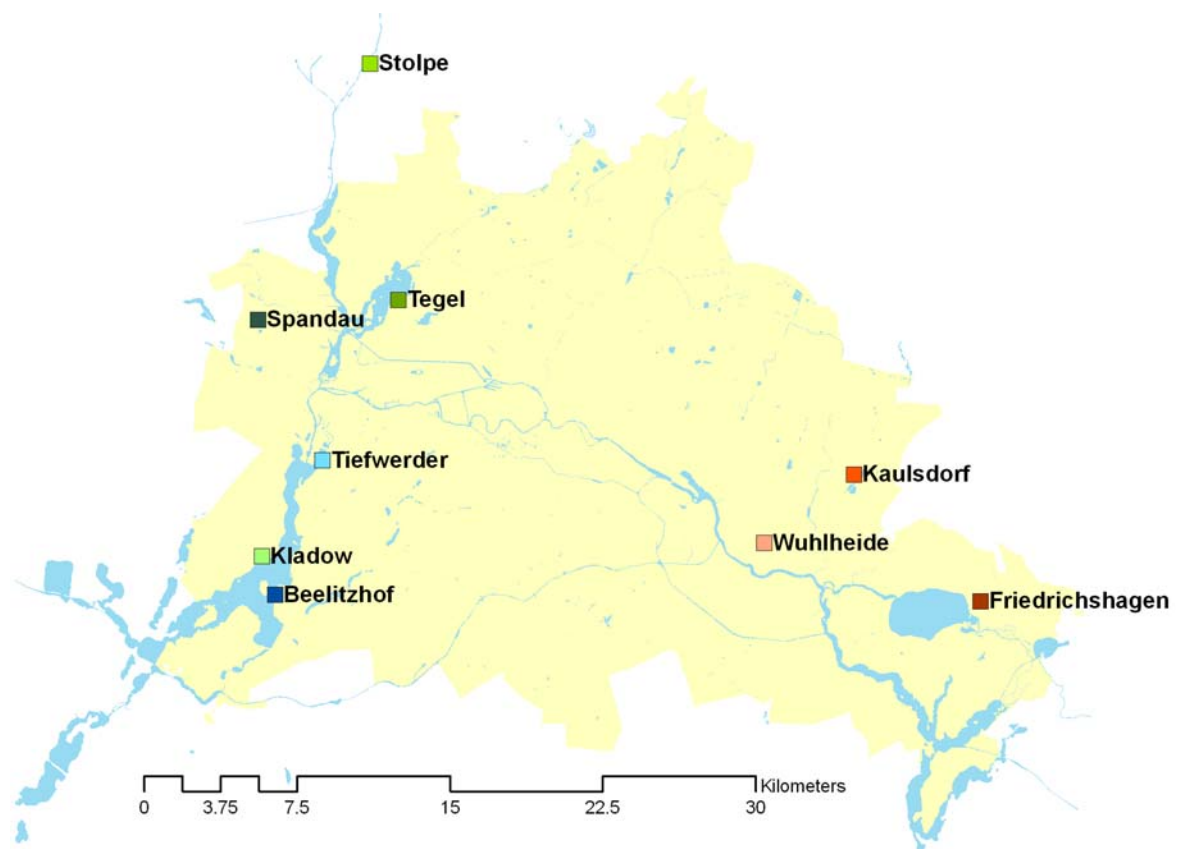 Stolpe
Tegel
Spandau
Tiefwerder
Kaulsdorf
Wuhlheide
Kladow
Beelitzhof
Friedrichshagen
Kilometers
0 3.75 7.5 15 22.5 30